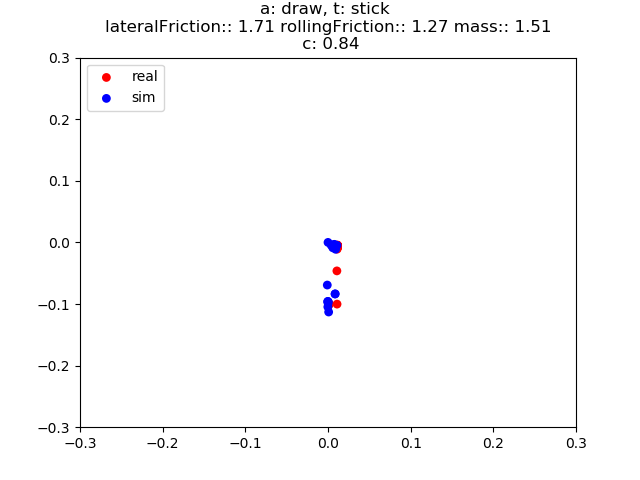 a: draw, t: stick
lateralFriction:: 1.71 rollingFriction:: 1.27 mass:: 1.51
c: 0.84
real
sim
0.3
0.2
0.1
0.0
−0.1
−0.2
−0.3
−0.3
−0.2
−0.1
0.0
0.1
0.2
0.3